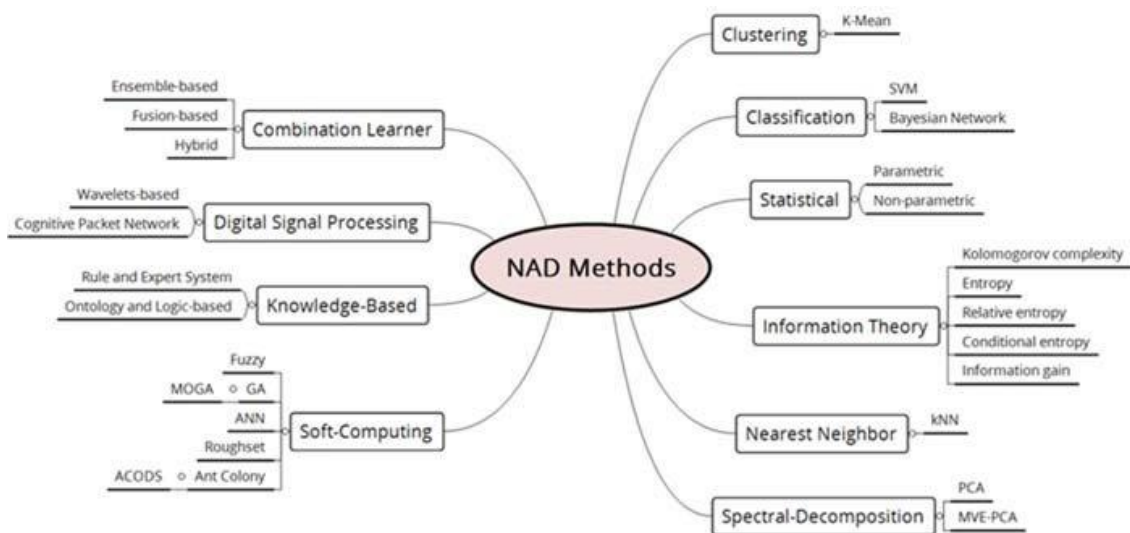 NAD Methods
Combination Learner
Ensemble-based
Fusion-based
Hybrid
Digital Signal Processing
Wavelets-based
Cognitive Packet Network
Knowledge-Based
Rule and Expert System
Ontology and Logic-based
Soft-Computing
Fuzzy
GA
MOGA
ANN
Roughset
Ant Colony
ACODS
Clustering
K-Mean
Classification
SVM
Bayesian Network
Statistical
Parametric
Non-parametric
Information Theory
Kolomogorov complexity
Entropy
Relative entropy
Conditional entropy
Information gain
Nearest Neighbor
kNN
Spectral-Decomposition
PCA
MVE-PCA